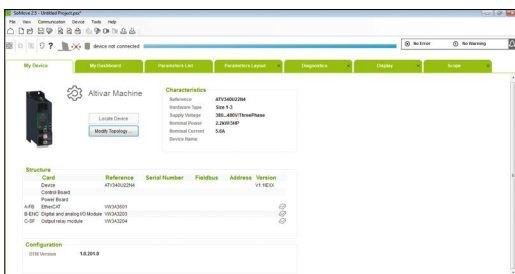 SoMove 2.5 - Untitled Project.psx*
File View Communication Device Tools Help
device not connected
No Error No Warning
My Device My Dashboard Parameters List Parameters Layout Diagnostics Display Scope
Altivar Machine
Locate Device
Modify Topology ...
Characteristics
Reference ATV340U22N4
Hardware Type Size 1-3
Supply Voltage 380...480V/ThreePhase
Nominal Power 2.2kW/3HP
Nominal Current 5.6A
Device Name
Structure
Card Reference Serial Number Fieldbus Address Version
Device ATV340U22N4 V1.1IEXX
Control Board
Power Board
A-FB EtherCAT VW3A3601
B-ENC Digital and analog I/O Module VW3A3203
C-SF Output relay module VW3A3204
Configuration
DTM Version 1.0.201.0